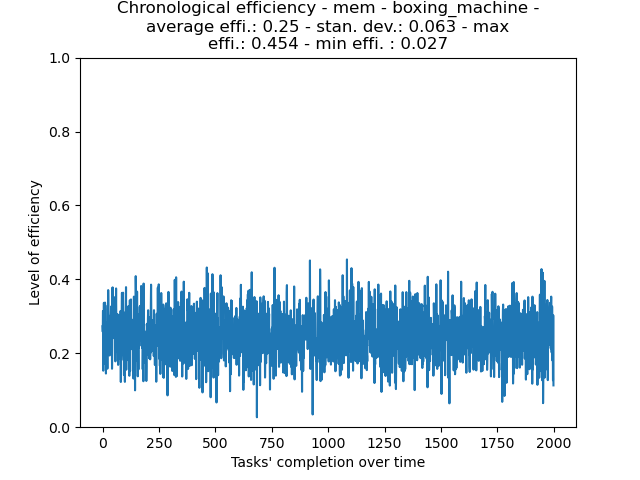 Chronological efficiency - mem - boxing_machine -
average effi.: 0.25 - stan. dev.: 0.063 - max
effi.: 0.454 - min effi. : 0.027
1.0
0.8
0.6
0.4
0.2
0.0
Level of efficiency
0 250 500 750 1000 1250 1500 1750 2000
Tasks' completion over time